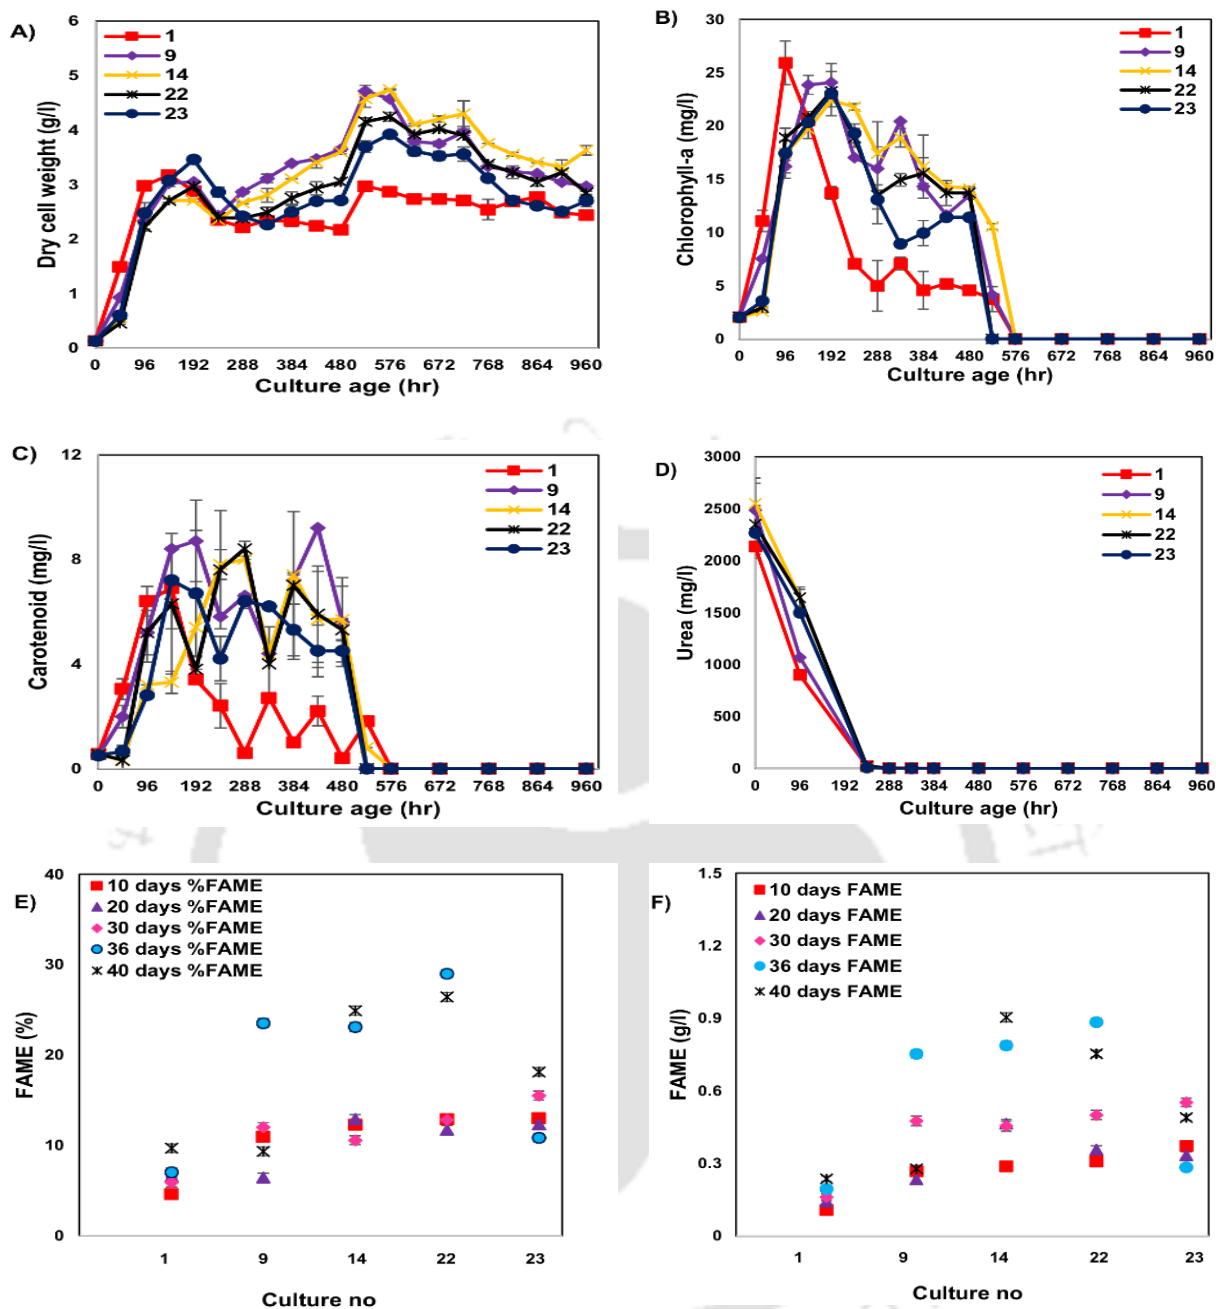 A)
Dry cell weight (g/l)
6
5
4
3
2
1
0
1
9
14
22
23
0 96 192 288 384 480 576 672 768 864 960
Culture age (hr)
B)
Chlorophyll-a (mg/l)
30
25
20
15
10
5
0
1
9
14
22
23
0 96 192 288 384 480 576 672 768 864 960
Culture age (hr)
C)
Carotenoid (mg/l)
12
8
4
0
1
9
14
22
23
0 96 192 288 384 480 576 672 768 864 960
Culture age (hr)
D)
Urea (mg/l)
3000
2500
2000
1500
1000
500
0
1
9
14
22
23
0 96 192 288 384 480 576 672 768 864 960
Culture age (hr)
E)
FAME (%)
40
30
20
10
0
10 days %FAME
20 days %FAME
30 days %FAME
36 days %FAME
40 days %FAME
1 9 14 22 23
Culture no
F)
FAME (g/l)
1.5
1.2
0.9
0.6
0.3
0
10 days FAME
20 days FAME
30 days FAME
36 days FAME
40 days FAME
1 9 14 22 23
Culture no